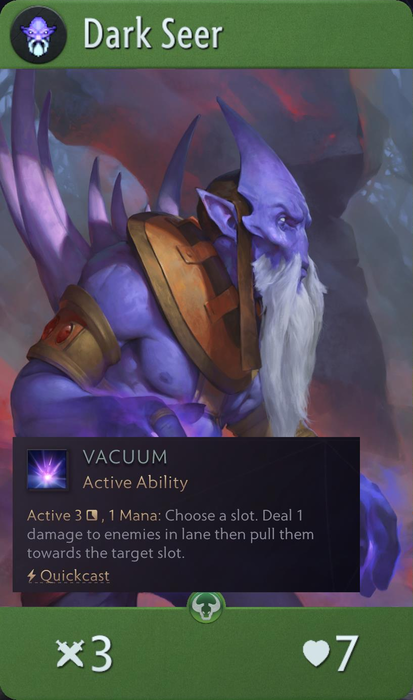 Dark Seer
VACUUM
Active Ability
Active 3 , 1 Mana: Choose a slot. Deal 1
damage to enemies in lane then pull them
towards the target slot.
Quickcast
3
7